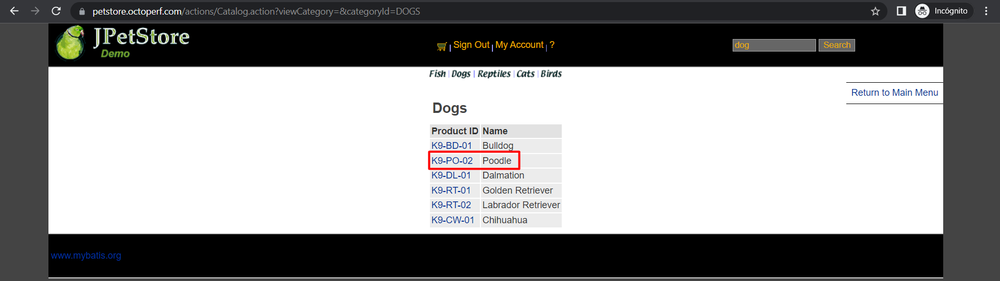 petstore.octoperf.com/actions/Catalog.action?viewCategory=&categoryId=DOGS
Incógnito
JPetStore
Demo
Sign Out | My Account | ?
dog
Search
Fish | Dogs | Reptiles | Cats | Birds
Return to Main Menu
Dogs
Product ID Name
K9-BD-01 Bulldog
K9-PO-02 Poodle
K9-DL-01 Dalmation
K9-RT-01 Golden Retriever
K9-RT-02 Labrador Retriever
K9-CW-01 Chihuahua
www.mybatis.org